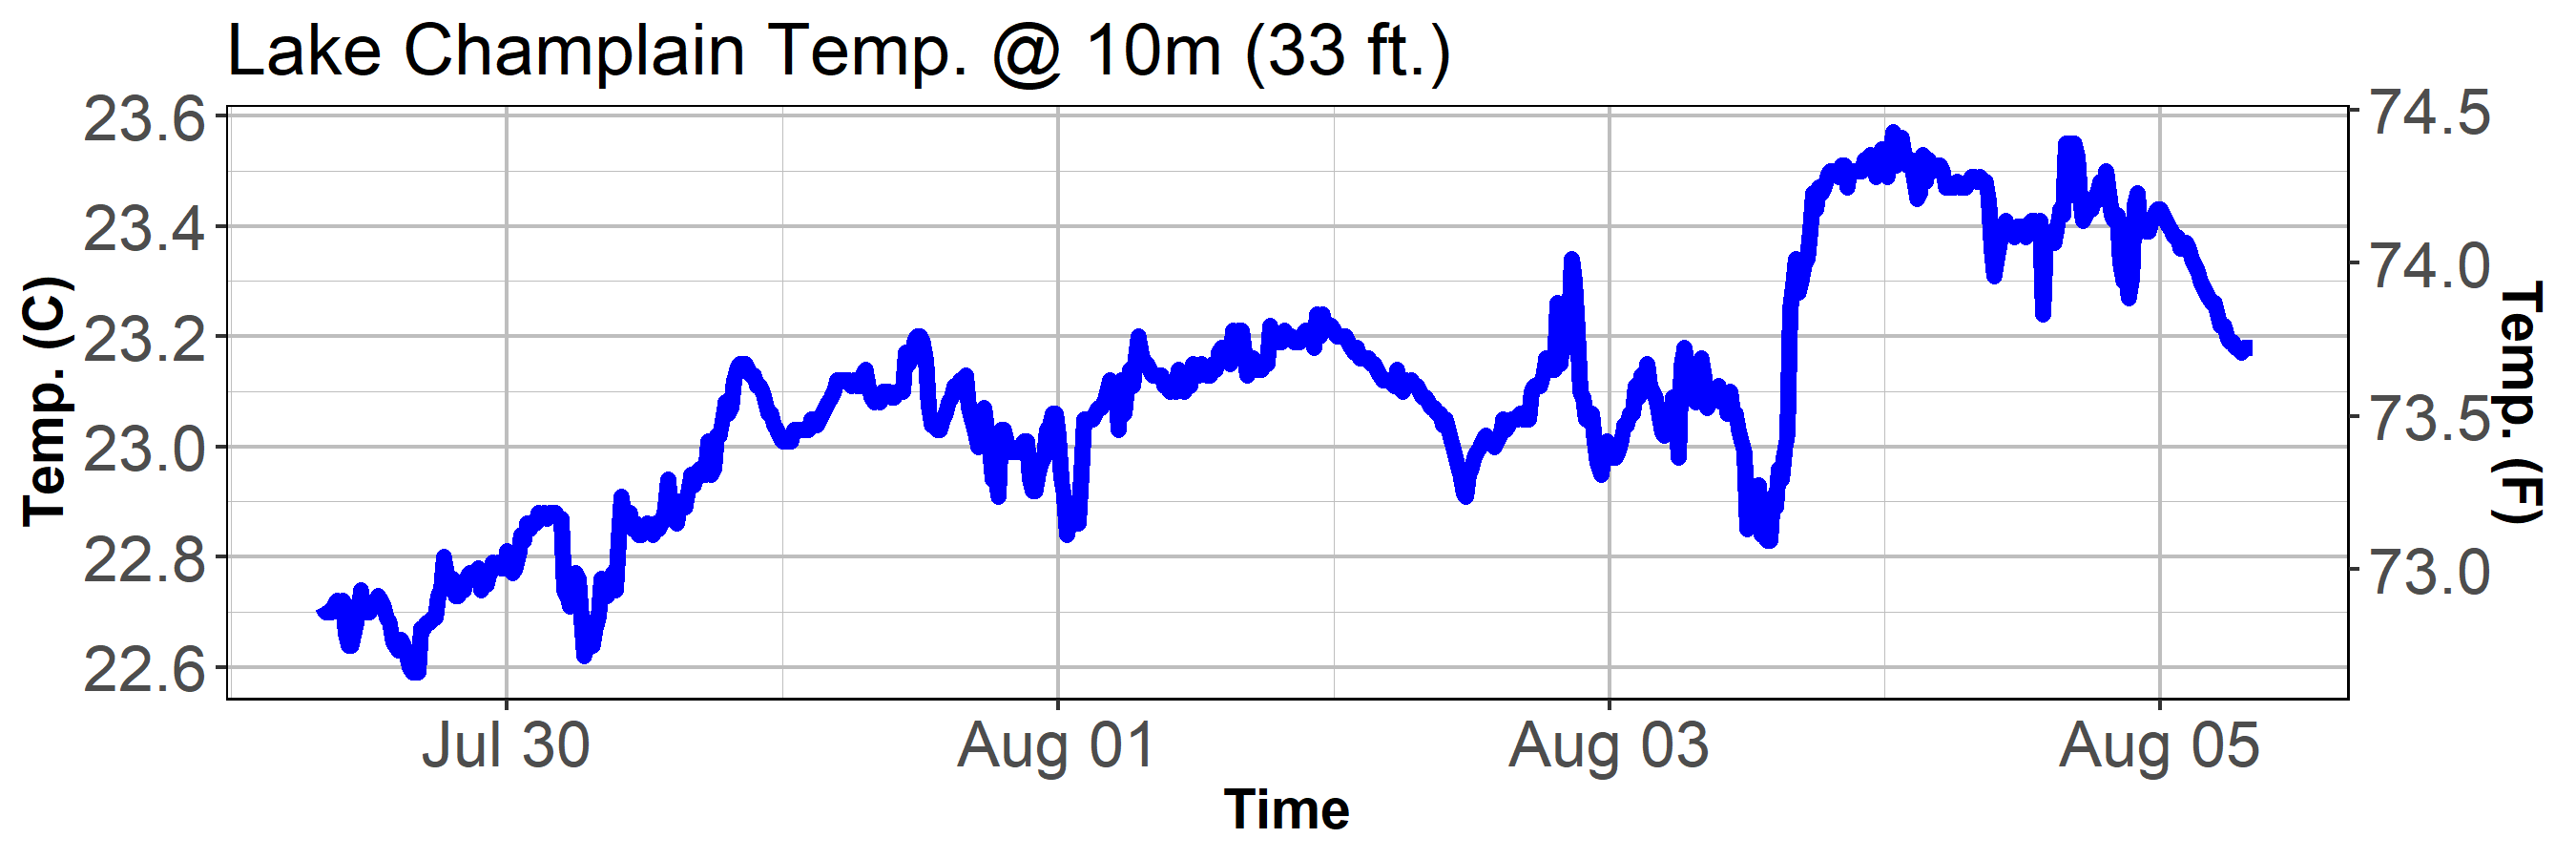 Lake Champlain Temp. @ 10m (33 ft.)
23.6
23.4
23.2
23.0
22.8
22.6
Temp. (C)
74.5
74.0
73.5
73.0
Temp. (F)
Jul 30 Aug 01 Aug 03 Aug 05
Time